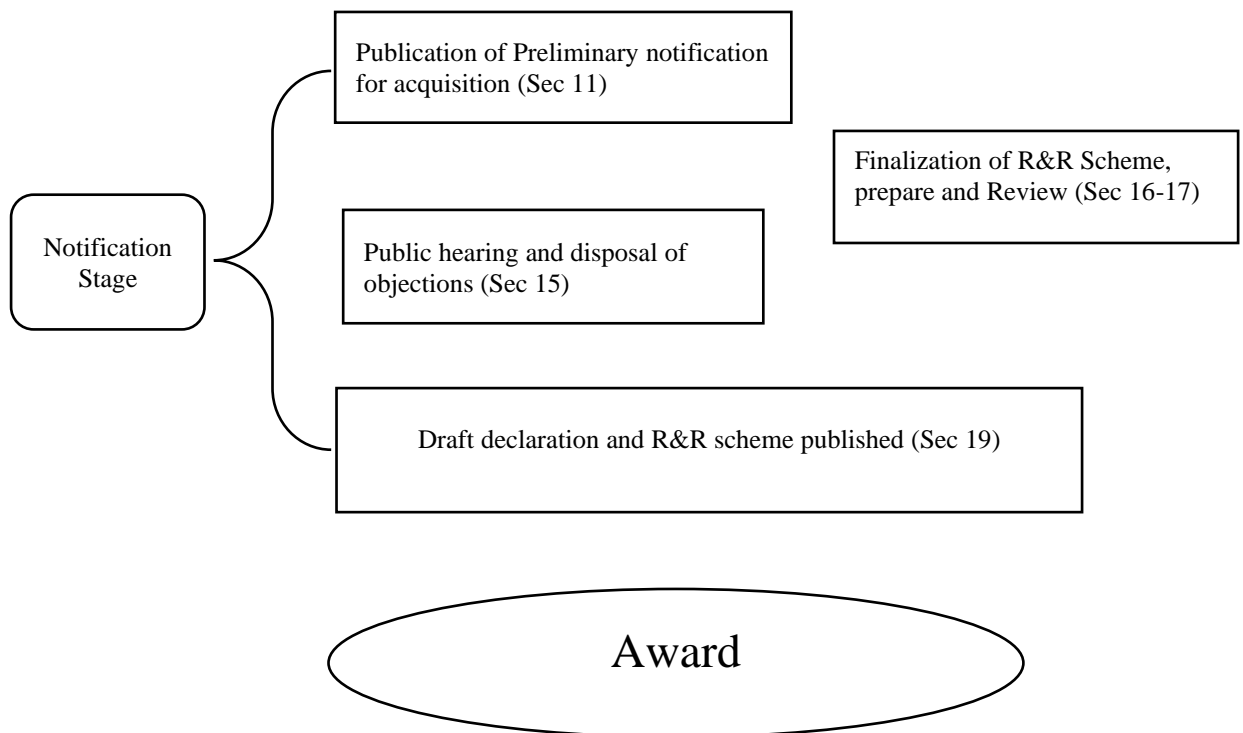 Publication of Preliminary notification
for acquisition (Sec 11)
Finalization of R&R Scheme,
prepare and Review (Sec 16-17)
Notification
Stage
Public hearing and disposal of
objections (Sec 15)
Draft declaration and R&R scheme published (Sec 19)
Award